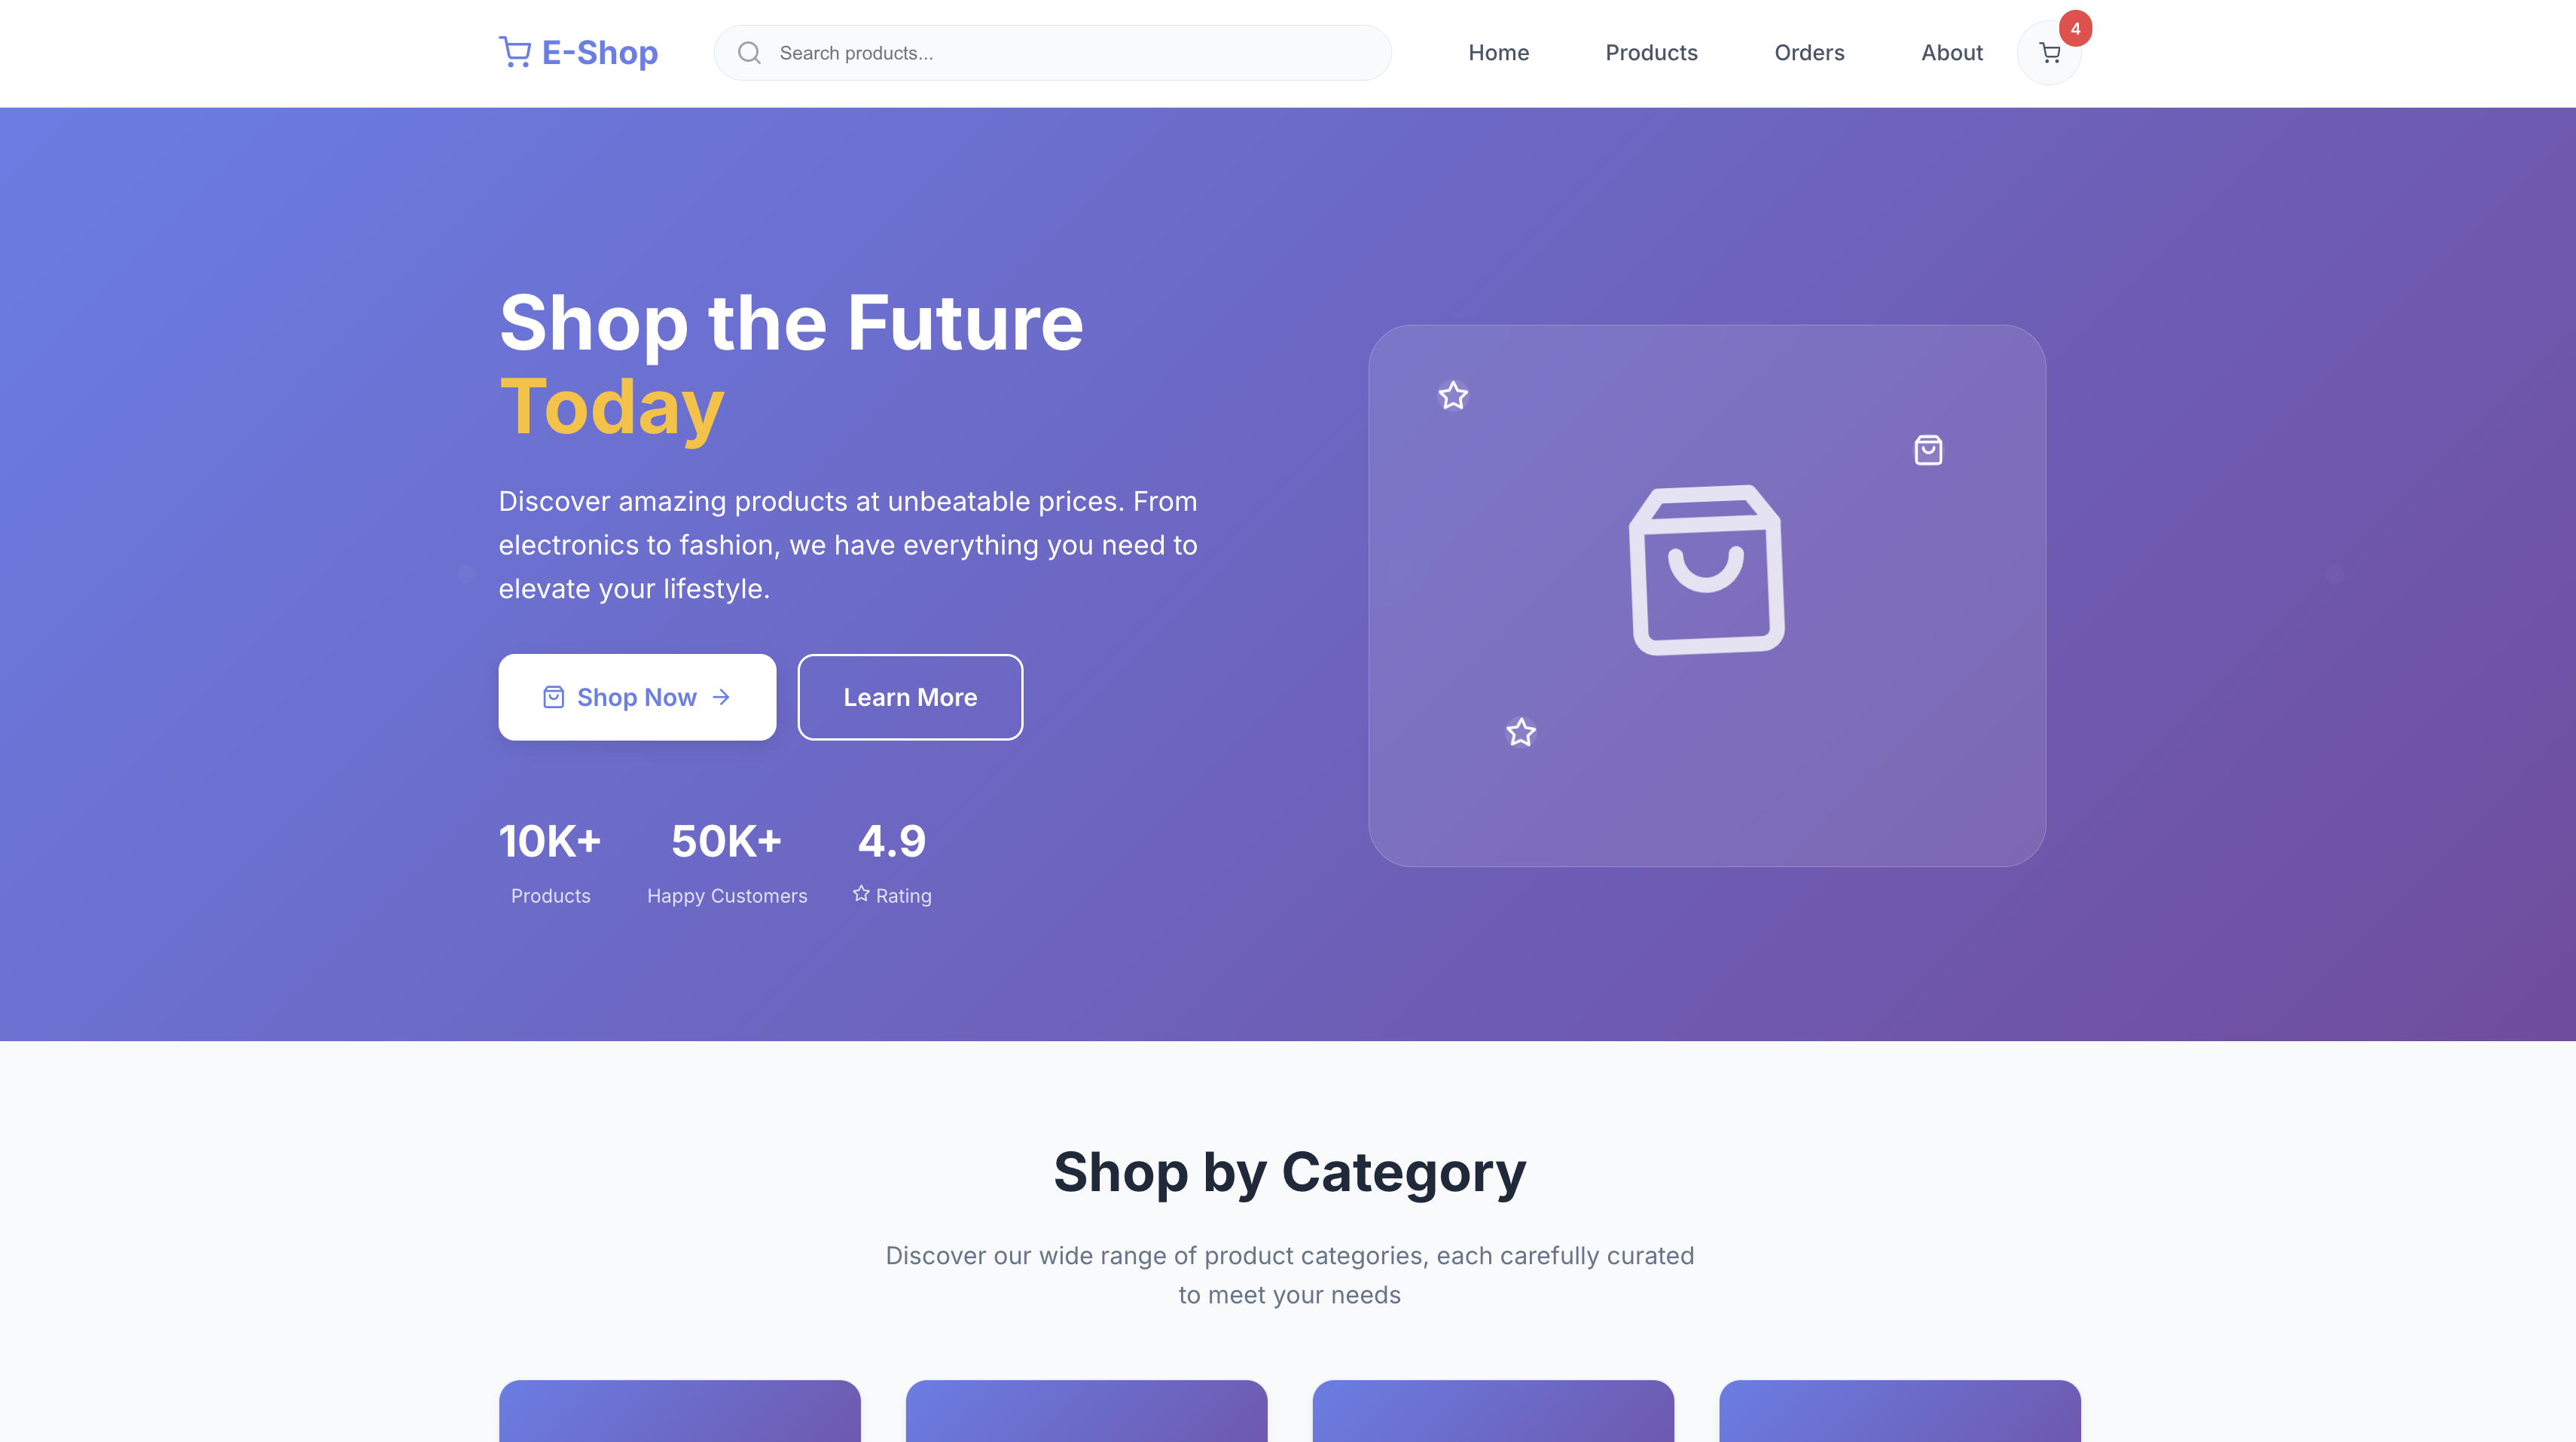 E-Shop
Search products...
Home
Products
Orders
About
4
Shop the Future
Today
Discover amazing products at unbeatable prices. From
electronics to fashion, we have everything you need to
elevate your lifestyle.
Shop Now
Learn More
10K+
Products
50K+
Happy Customers
4.9
Rating
Shop by Category
Discover our wide range of product categories, each carefully curated
to meet your needs